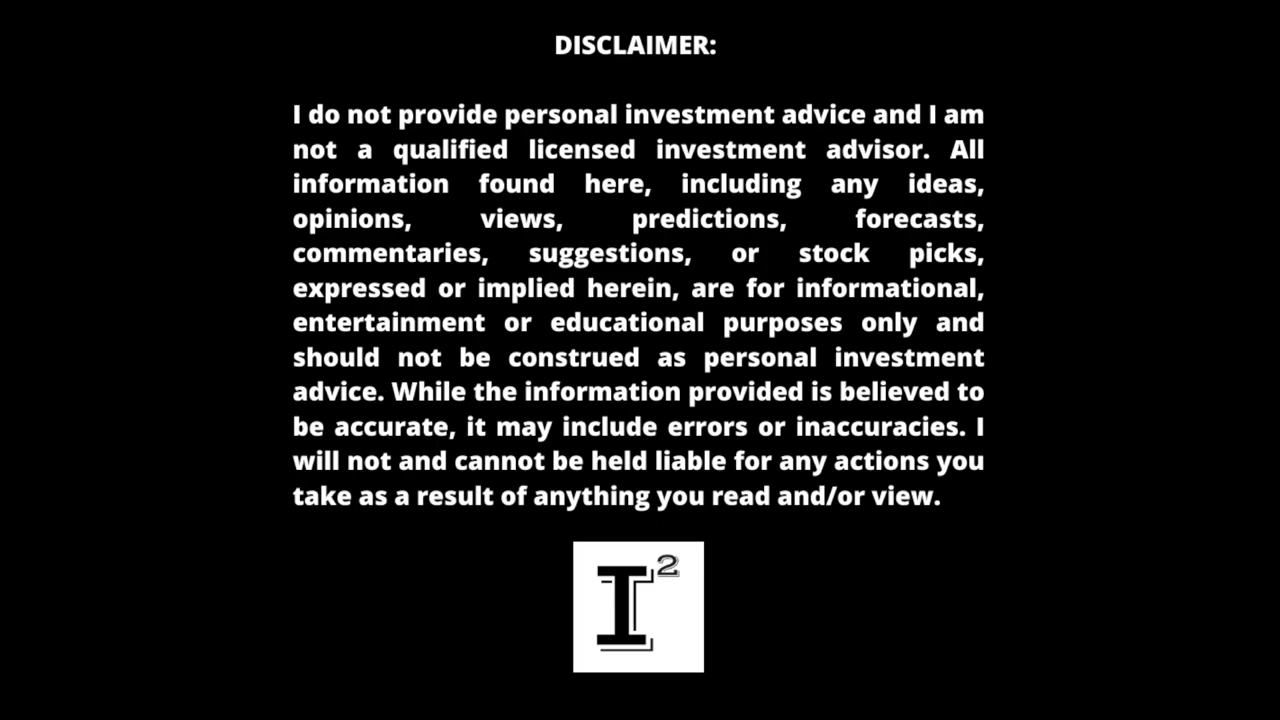 DISCLAIMER:
I do not provide personal investment advice and I am
not a qualified licensed investment advisor. All
information found here, including any ideas,
opinions, views, predictions, forecasts,
commentaries, suggestions, or stock picks,
expressed or implied herein, are for informational,
entertainment or educational purposes only and
should not be construed as personal investment
advice. While the information provided is believed to
be accurate, it may include errors or inaccuracies. I
will not and cannot be held liable for any actions you
take as a result of anything you read and/or view.
I²